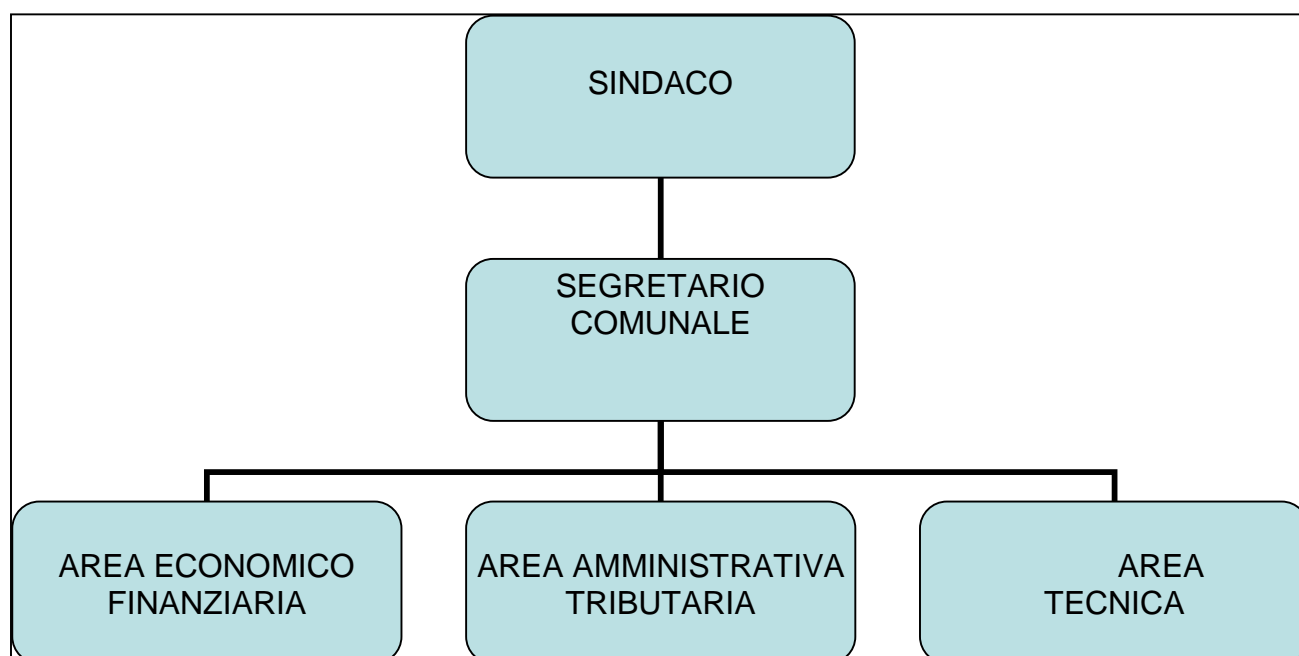 SINDACO
SEGRETARIO
COMUNALE
AREA ECONOMICO
FINANZIARIA
AREA AMMINISTRATIVA
TRIBUTARIA
AREA
TECNICA